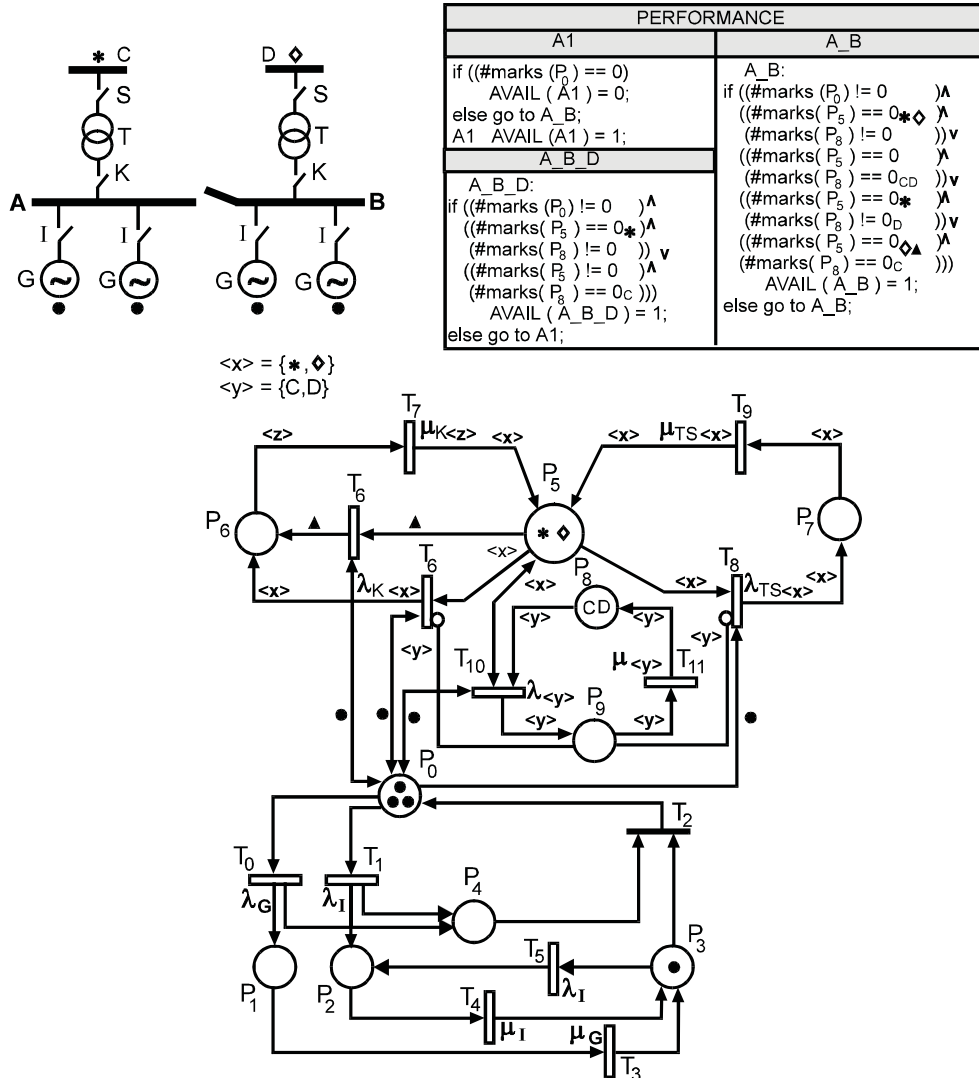 * C
D ◇
S
S
T
T
K
K
A
B
I
I
I
I
G
G
G
G
PERFORMANCE
A1
if ((#marks (P0) == 0)
AVAIL ( A1 ) = 0;
else go to A_B;
A1 AVAIL (A1 ) = 1;
A_B_D
A_B_D:
if ((#marks (P0) != 0 )∧
((#marks( P5 ) == 0* )∧
(#marks( P8 ) != 0 )) ∨
((#marks( P5 ) != 0 )∧
(#marks( P8 ) == 0C )))
AVAIL ( A_B_D ) = 1;
else go to A1;
A_B
A_B:
if ((#marks (P0) != 0 )∧
((#marks( P5 ) == 0*◇ )∧
(#marks( P8 ) != 0 ))∨
((#marks( P5 ) == 0 )∧
(#marks( P8 ) == 0CD ))∨
((#marks( P5 ) == 0* )∧
(#marks( P8 ) != 0D ))∨
((#marks( P5 ) == 0◇▲ )∧
(#marks( P8 ) == 0C )))
AVAIL ( A_B ) = 1;
else go to A_B;
<x> = {*,◇}
<y> = {C,D}
<z>
T7
μK<z>
<x>
<x>
μTS<x>
T9
<x>
P5
* ◇
P6
▲
T6
▲
P7
<x>
λK
<x>
T6
<x>
<x>
P8
CD
<x>
T8
λTS<x>
<x>
<y>
<y>
<y>
<y>
T10
λ<y>
μ<y>
T11
<y>
P9
<y>
P0
T2
T0
λG
T1
λI
P4
P1
P2
T5
λI
P3
T4
μI
μG
T3